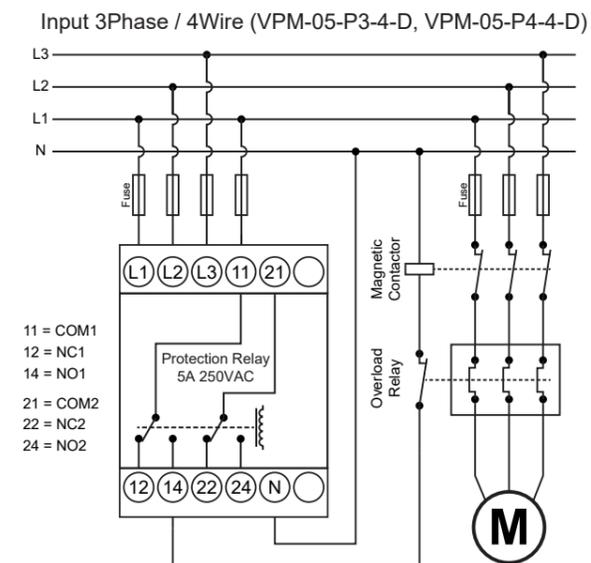 Input 3Phase / 4Wire (VPM-05-P3-4-D, VPM-05-P4-4-D)
L3
L2
L1
N
Fuse
Fuse
L1 L2 L3 11 21
Magnetic
Contactor
11 = COM1
12 = NC1
14 = NO1
21 = COM2
22 = NC2
24 = NO2
Protection Relay
5A 250VAC
Overload
Relay
12 14 22 24 N
M